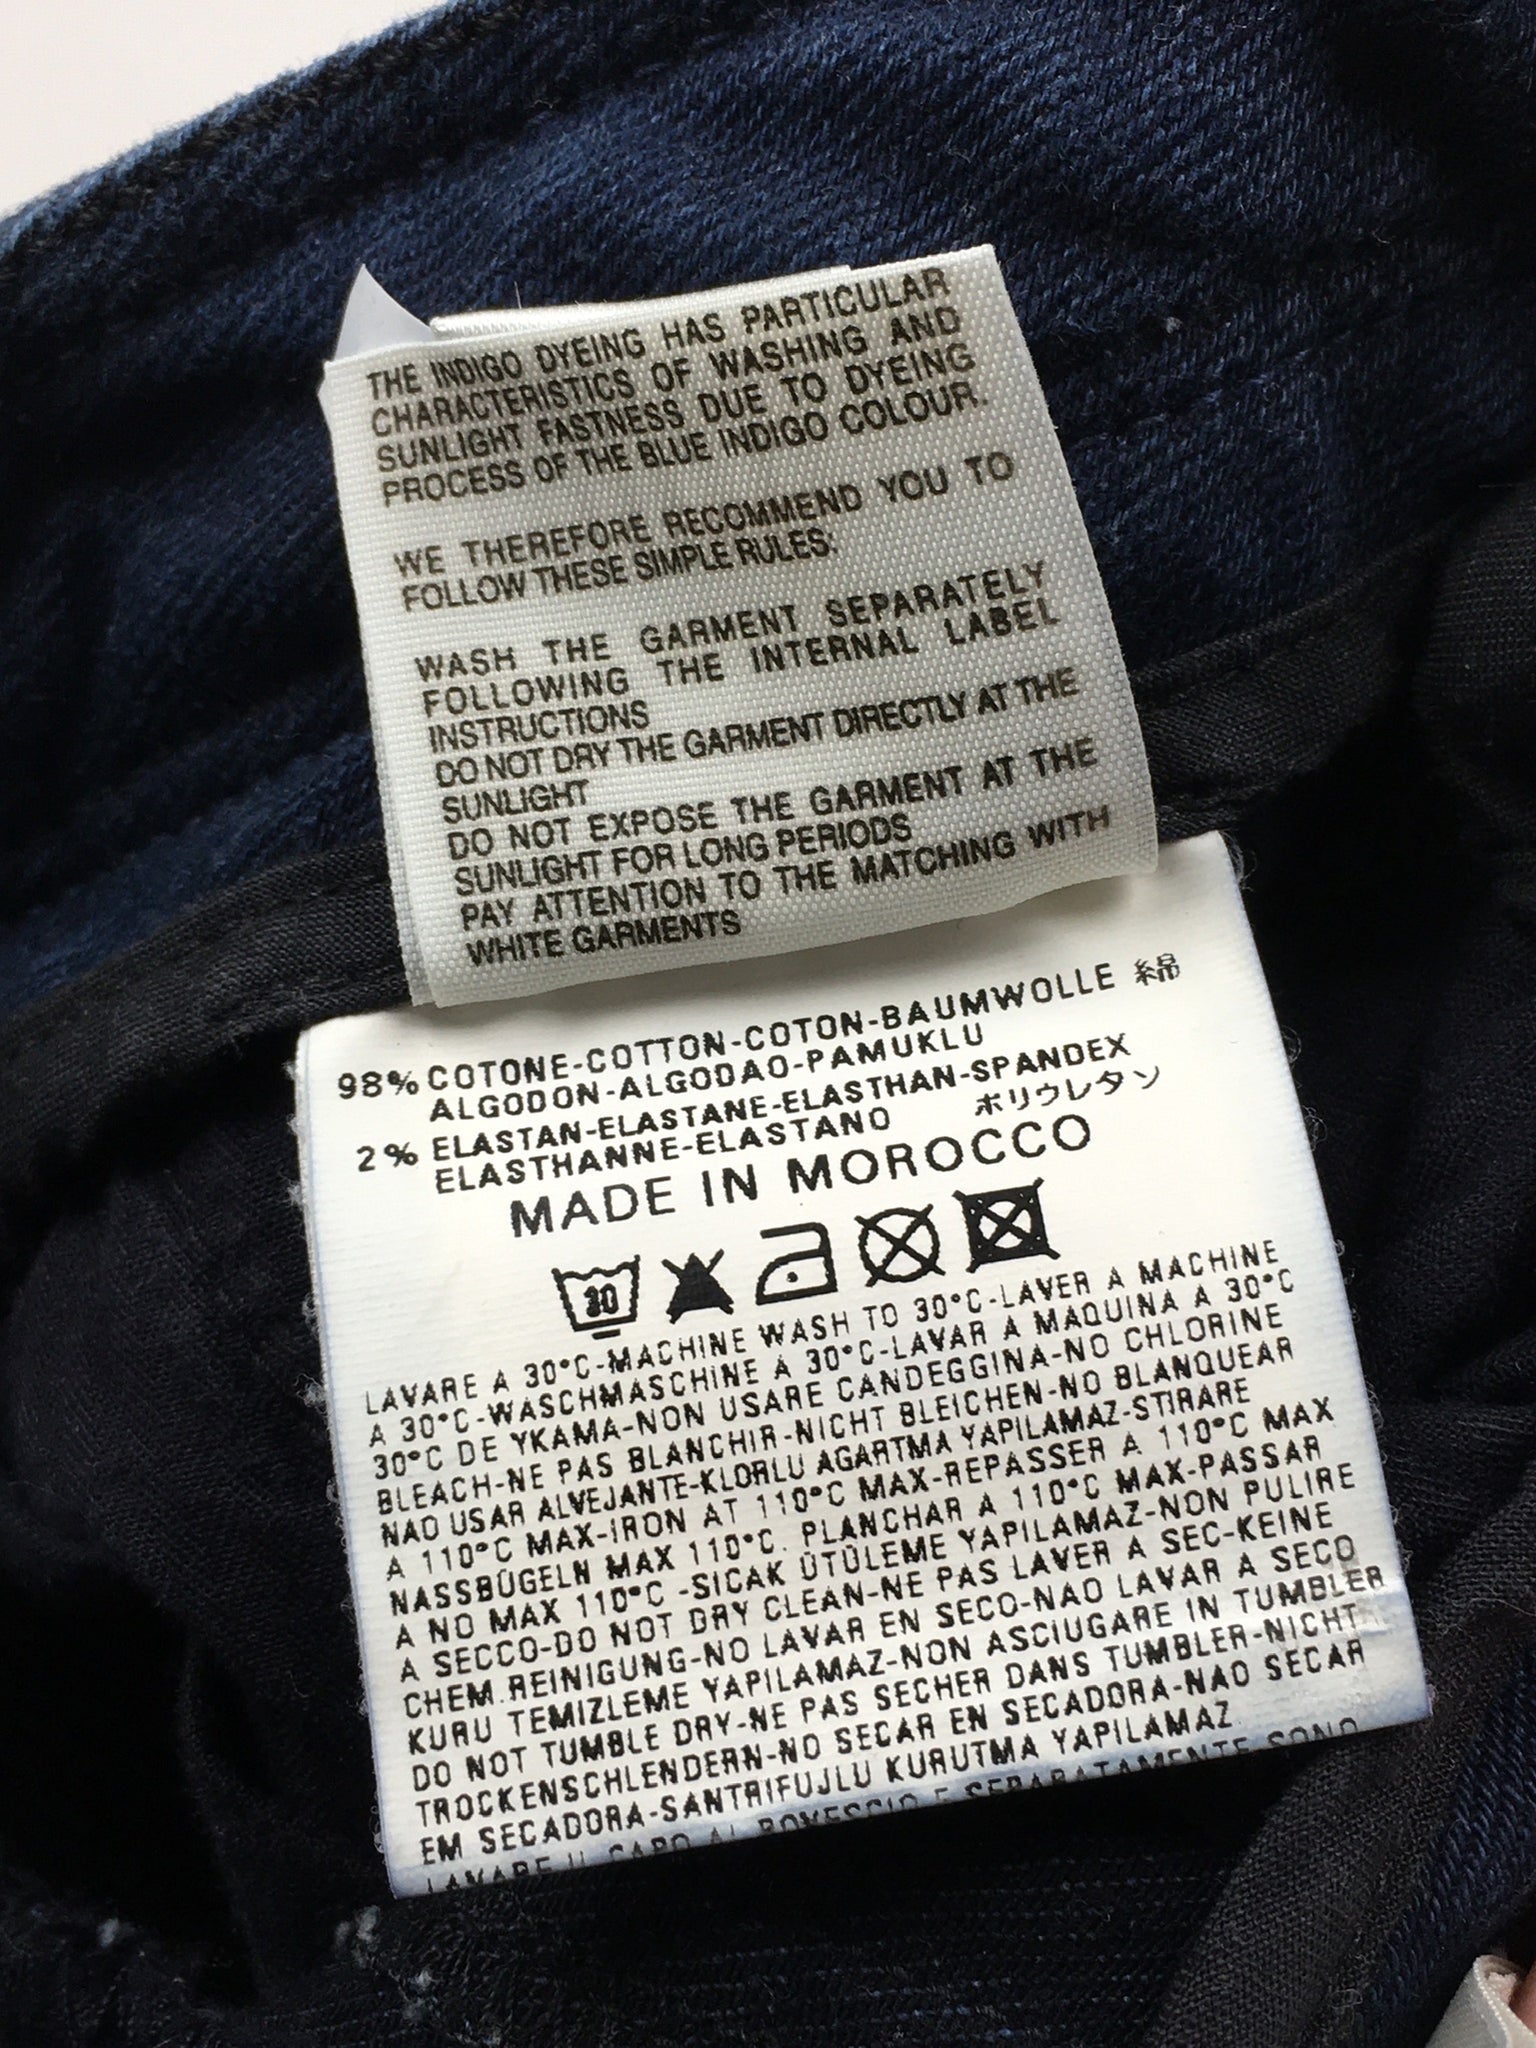 THE INDIGO DYEING HAS PARTICULAR
CHARACTERISTICS OF WASHING AND
SUNLIGHT FASTNESS DUE TO DYEING
PROCESS OF THE BLUE INDIGO COLOUR.
WE THEREFORE RECOMMEND YOU TO
FOLLOW THESE SIMPLE RULES:
WASH THE GARMENT SEPARATELY
FOLLOWING THE INTERNAL LABEL
INSTRUCTIONS
DO NOT DRY THE GARMENT DIRECTLY AT THE
SUNLIGHT
DO NOT EXPOSE THE GARMENT AT THE
SUNLIGHT FOR LONG PERIODS
PAY ATTENTION TO THE MATCHING WITH
WHITE GARMENTS
98% COTONE-COTTON-COTON-BAUMWOLLE 綿
ALGODON-ALGODAO-PAMUKLU
2% ELASTAN-ELASTANE-ELASTHAN-SPANDEX
ELASTHANNE-ELASTANO ポリウレタン
MADE IN MOROCCO
30
LAVARE A 30°C-MACHINE WASH TO 30°C-LAVER A MACHINE
A 30°C-WASCHMASCHINE A 30°C-LAVAR A MAQUINA A 30°C
30°C DE YKAMA-NON USARE CANDEGGINA-NO CHLORINE
BLEACH-NE PAS BLANCHIR-NICHT BLEICHEN-NO BLANQUEAR
NAO USAR ALVEJANTE-KLORLU AGARTMA YAPILAMAZ-STIRARE
A 110°C MAX-IRON AT 110°C MAX-REPASSER A 110°C MAX
NASSBÜGELN MAX 110°C. PLANCHAR A 110°C MAX-PASSAR
A NO MAX 110°C -SICAK ÜTÜLEME YAPILAMAZ-NON PULIRE
A SECCO-DO NOT DRY CLEAN-NE PAS LAVER A SEC-KEINE
CHEM.REINIGUNG-NO LAVAR EN SECO-NAO LAVAR A SECO
KURU TEMIZLEME YAPILAMAZ-NON ASCIUGARE IN TUMBLER
DO NOT TUMBLE DRY-NE PAS SECHER DANS TUMBLER-NICHT
TROCKENSCHLENDERN-NO SECAR EN SECADORA-NAO SECAR
EM SECADORA-SANTRIFUJLU KURUTMA YAPILAMAZ
LAVARE IL CAPO AL ROVESCIO E SEPARATAMENTE SONO